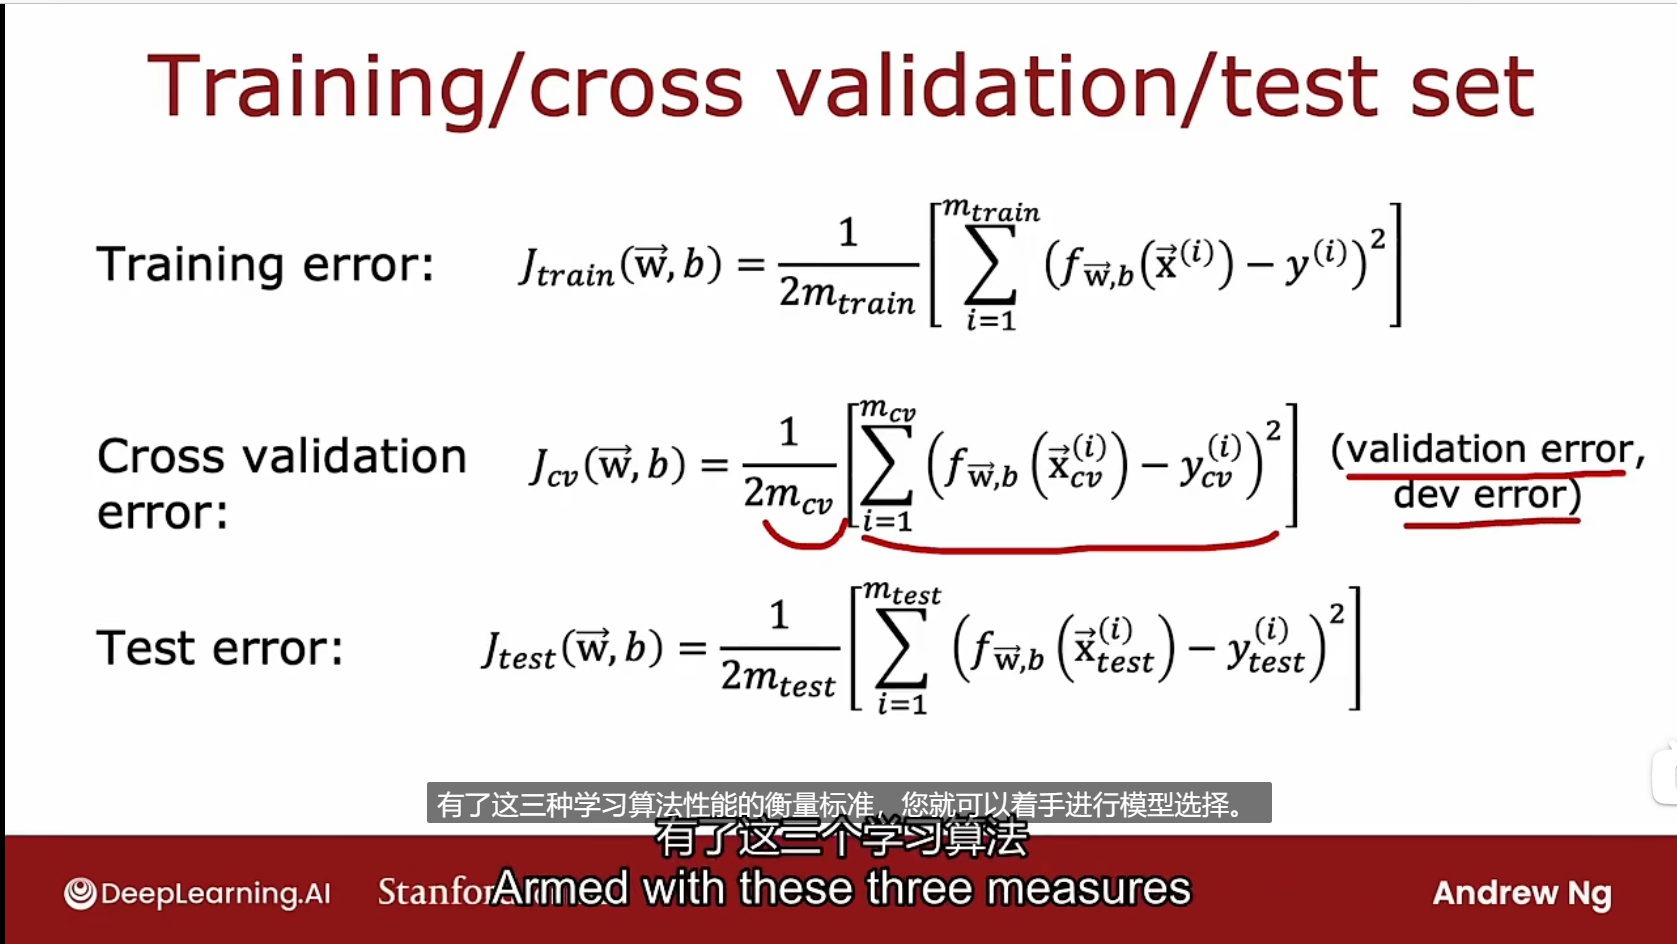 Training/cross validation/test set
Training error: J_{train}(\vec{w}, b) = \frac{1}{2m_{train}} \left[ \sum_{i=1}^{m_{train}} \left( f_{\vec{w},b}(\vec{x}^{(i)}) - y^{(i)} \right)^2 \right]
Cross validation error: J_{cv}(\vec{w}, b) = \frac{1}{2m_{cv}} \left[ \sum_{i=1}^{m_{cv}} \left( f_{\vec{w},b}\left(\vec{x}_{cv}^{(i)}\right) - y_{cv}^{(i)} \right)^2 \right] (validation error, dev error)
Test error: J_{test}(\vec{w}, b) = \frac{1}{2m_{test}} \left[ \sum_{i=1}^{m_{test}} \left( f_{\vec{w},b}\left(\vec{x}_{test}^{(i)}\right) - y_{test}^{(i)} \right)^2 \right]
有了这三种学习算法性能的衡量标准，您就可以着手进行模型选择。
有了这三个学习算法
Armed with these three measures
DeepLearning.AI
Andrew Ng